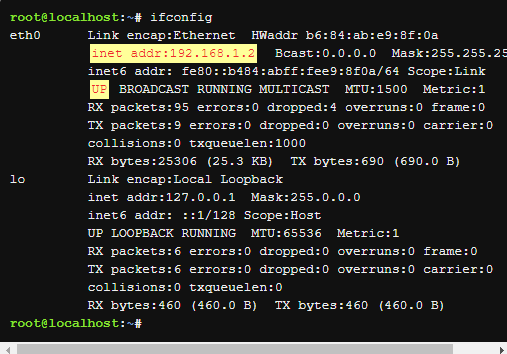 root@localhost:~# ifconfig
eth0 Link encap:Ethernet HWaddr b6:84:ab:e9:8f:0a
inet addr:192.168.1.2 Bcast:0.0.0.0 Mask:255.255.25
inet6 addr: fe80::b484:abff:fee9:8f0a/64 Scope:Link
UP BROADCAST RUNNING MULTICAST MTU:1500 Metric:1
RX packets:95 errors:0 dropped:4 overruns:0 frame:0
TX packets:9 errors:0 dropped:0 overruns:0 carrier:0
collisions:0 txqueuelen:1000
RX bytes:25306 (25.3 KB) TX bytes:690 (690.0 B)
lo Link encap:Local Loopback
inet addr:127.0.0.1 Mask:255.0.0.0
inet6 addr: ::1/128 Scope:Host
UP LOOPBACK RUNNING MTU:65536 Metric:1
RX packets:6 errors:0 dropped:0 overruns:0 frame:0
TX packets:6 errors:0 dropped:0 overruns:0 carrier:0
collisions:0 txqueuelen:0
RX bytes:460 (460.0 B) TX bytes:460 (460.0 B)
root@localhost:~#